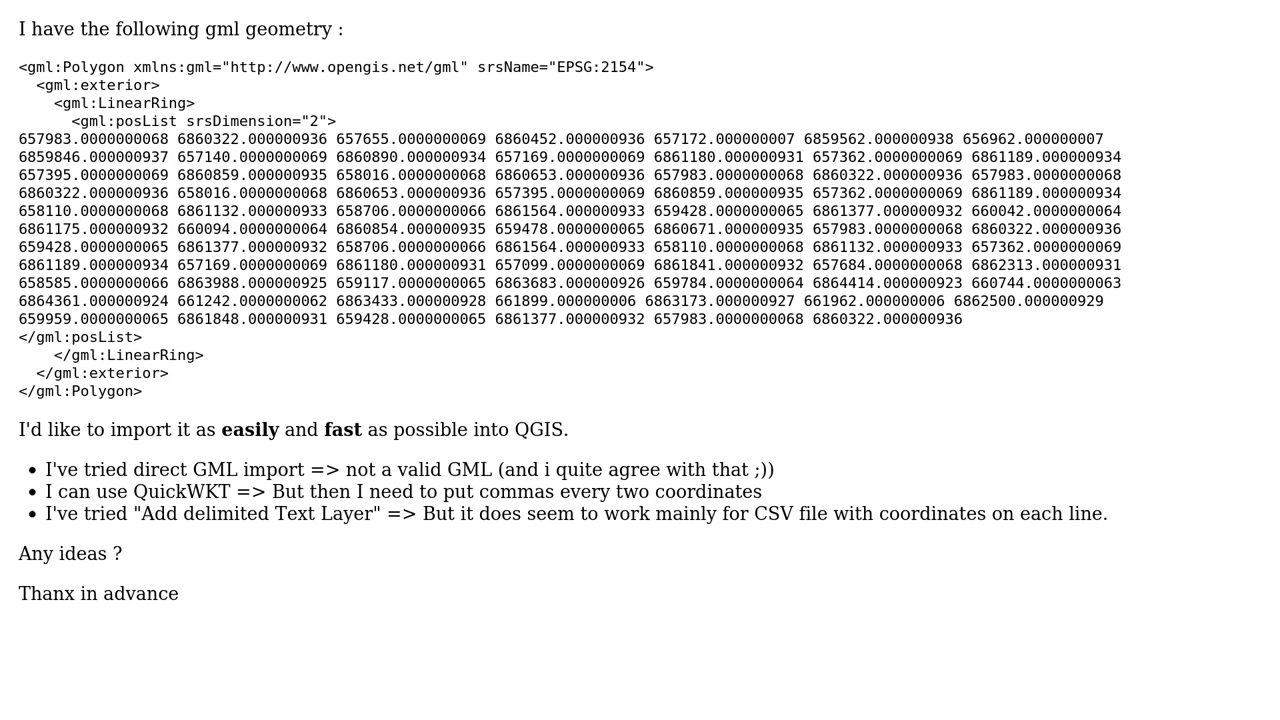 I have the following gml geometry :
<gml:Polygon xmlns:gml="http://www.opengis.net/gml" srsName="EPSG:2154">
  <gml:exterior>
    <gml:LinearRing>
      <gml:posList srsDimension="2">
657983.0000000068 6860322.000000936 657655.0000000069 6860452.000000936 657172.000000007 6859562.000000938 656962.000000007
6859846.000000937 657140.0000000069 6860890.000000934 657169.0000000069 6861180.000000931 657362.0000000069 6861189.000000934
657395.0000000069 6860859.000000935 658016.0000000068 6860653.000000936 657983.0000000068 6860322.000000936 657983.0000000068
6860322.000000936 658016.0000000068 6860653.000000936 657395.0000000069 6860859.000000935 657362.0000000069 6861189.000000934
658110.0000000068 6861132.000000933 658706.0000000066 6861564.000000933 659428.0000000065 6861377.000000932 660042.0000000064
6861175.000000932 660094.0000000064 6860854.000000935 659478.0000000065 6860671.000000935 657983.0000000068 6860322.000000936
659428.0000000065 6861377.000000932 658706.0000000066 6861564.000000933 658110.0000000068 6861132.000000933 657362.0000000069
6861189.000000934 657169.0000000069 6861180.000000931 657099.0000000069 6861841.000000932 657684.0000000068 6862313.000000931
658585.0000000066 6863988.000000925 659117.0000000065 6863683.000000926 659784.0000000064 6864414.000000923 660744.0000000063
6864361.000000924 661242.0000000062 6863433.000000928 661899.000000006 6863173.000000927 661962.000000006 6862500.000000929
659959.0000000065 6861848.000000931 659428.0000000065 6861377.000000932 657983.0000000068 6860322.000000936
</gml:posList>
    </gml:LinearRing>
  </gml:exterior>
</gml:Polygon>
I'd like to import it as easily and fast as possible into QGIS.
• I've tried direct GML import => not a valid GML (and i quite agree with that ;))
• I can use QuickWKT => But then I need to put commas every two coordinates
• I've tried "Add delimited Text Layer" => But it does seem to work mainly for CSV file with coordinates on each line.
Any ideas ?
Thanx in advance